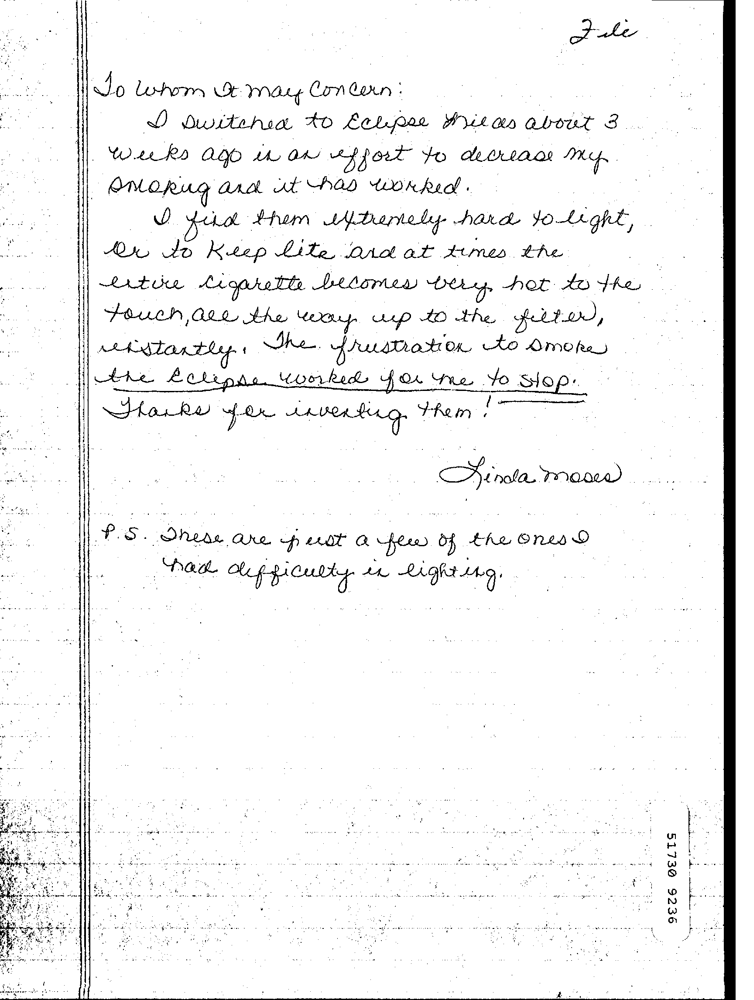 File
To Whom It May Concern:
I switched to Eclipse Milds about 3
weeks ago in an effort to decrease my
smoking and it has worked.
I find them extremely hard to light,
or to keep lite and at times the
entire cigarette becomes very hot to the
touch, all the way up to the filter,
instantly. The frustration to smoke
the Eclipse worked for me to stop.
Thanks for inventing them!
Linda Moses
P.S. These are just a few of the ones I
had difficulty in lighting.
51730 9236